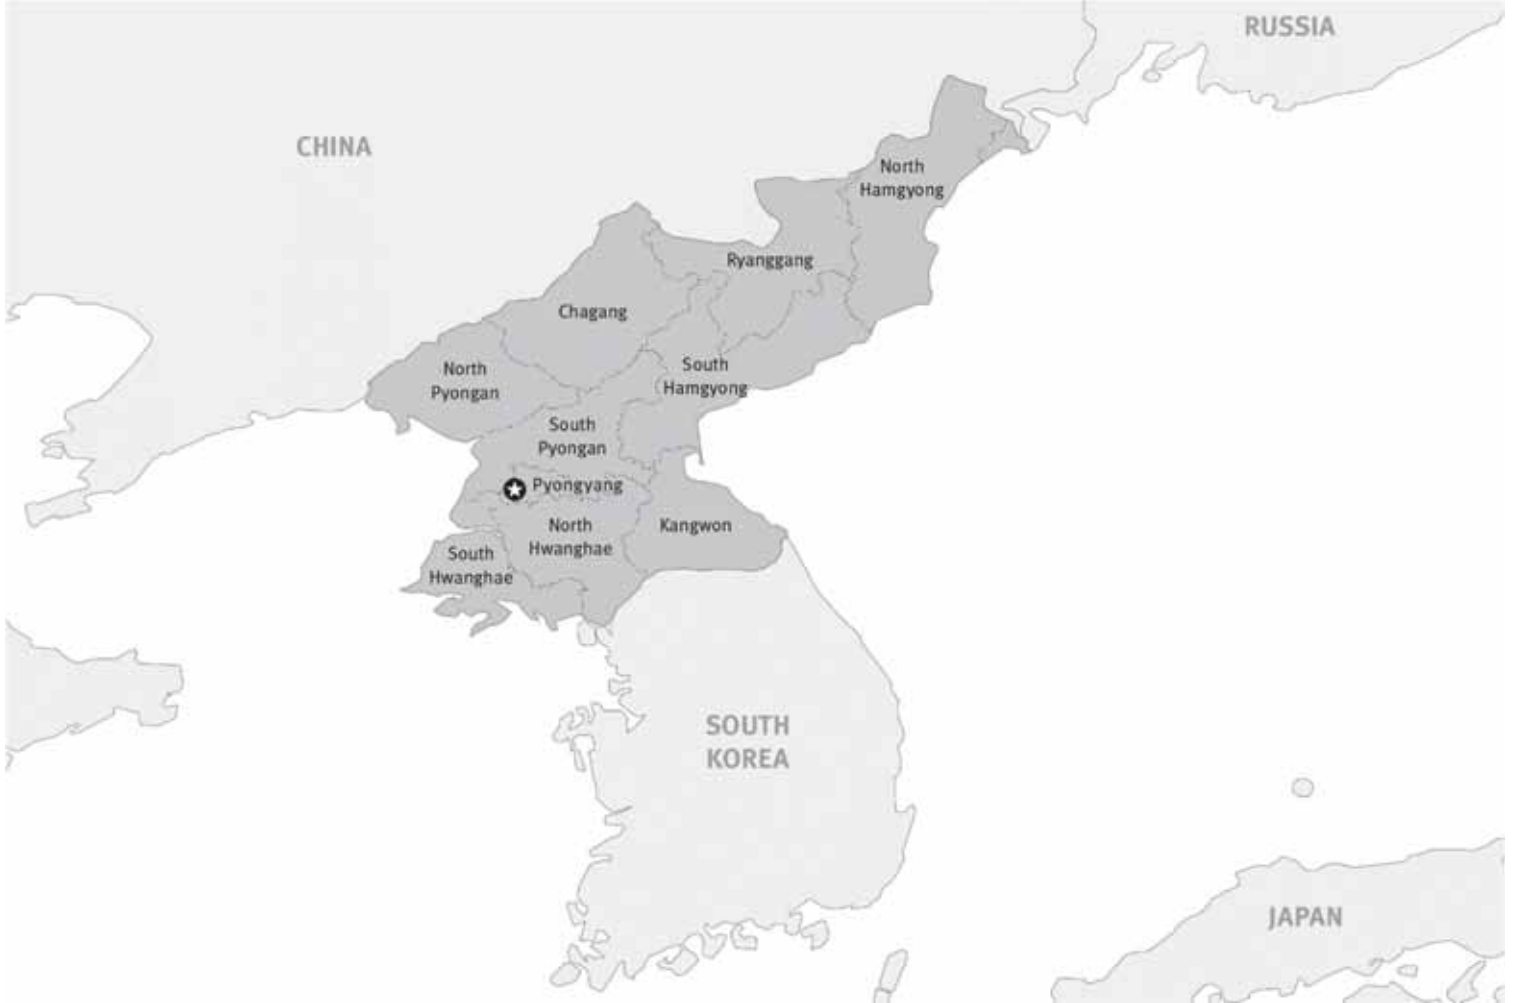 RUSSIA
CHINA
North
Hamgyong
Ryanggang
Chagang
North
Pyongan
South
Hamgyong
South
Pyongan
Pyongyang
North
Hwanghae
Kangwon
South
Hwanghae
SOUTH
KOREA
JAPAN